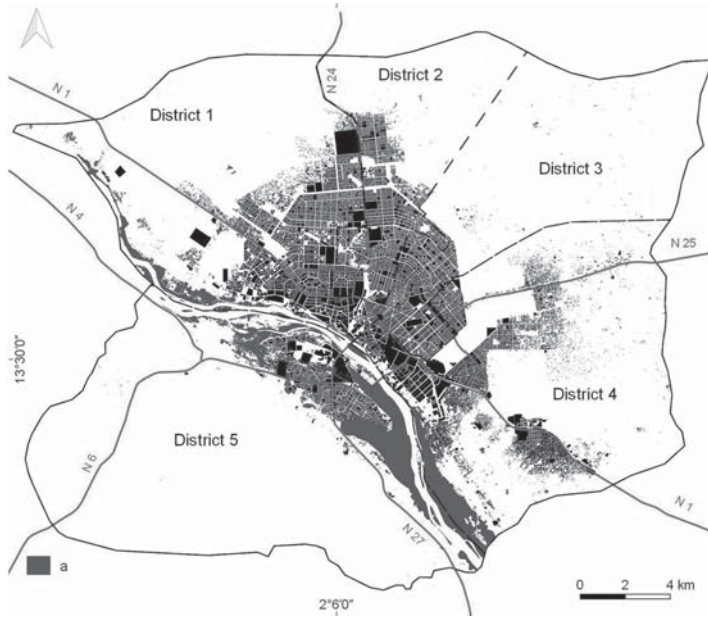 N 24
District 2
N 1
District 1
District 3
N 4
N 25
13°30'0"
District 4
District 5
N 6
N 1
N 27
a
0 2 4 km
2°6'0"